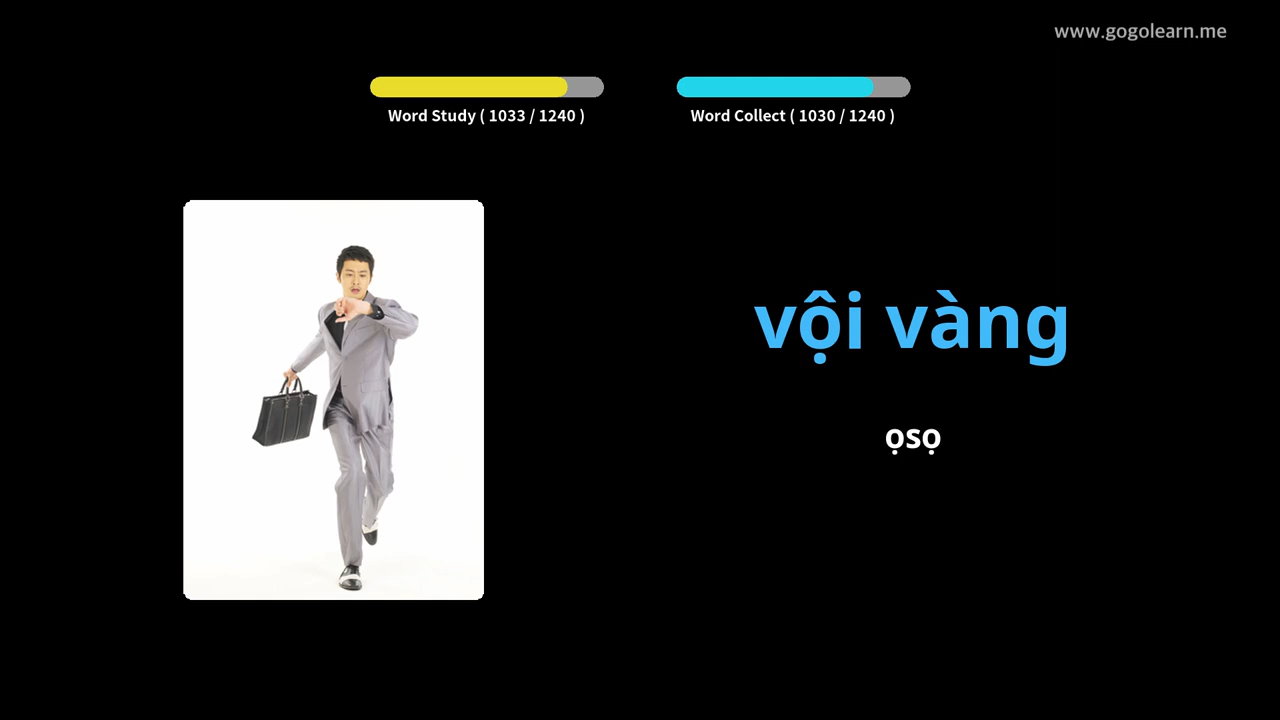 www.gogolearn.me
Word Study ( 1033 / 1240 )
Word Collect ( 1030 / 1240 )
vội vàng
ọsọ